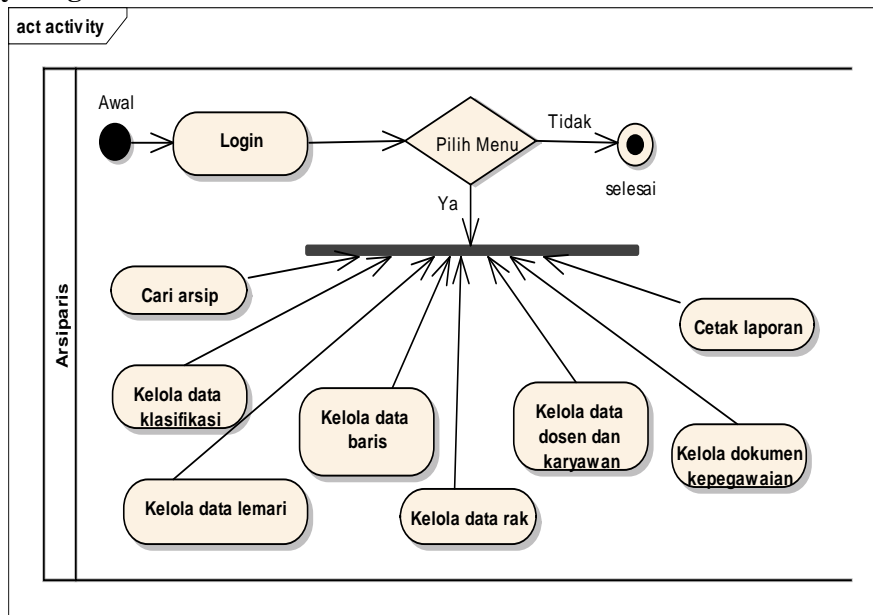 act activity
Awal
Login
Pilih Menu
Tidak
selesai
Ya
Arsiparis
Cari arsip
Cetak laporan
Kelola data
klasifikasi
Kelola data
baris
Kelola data
dosen dan
karyawan
Kelola dokumen
kepegawaian
Kelola data lemari
Kelola data rak